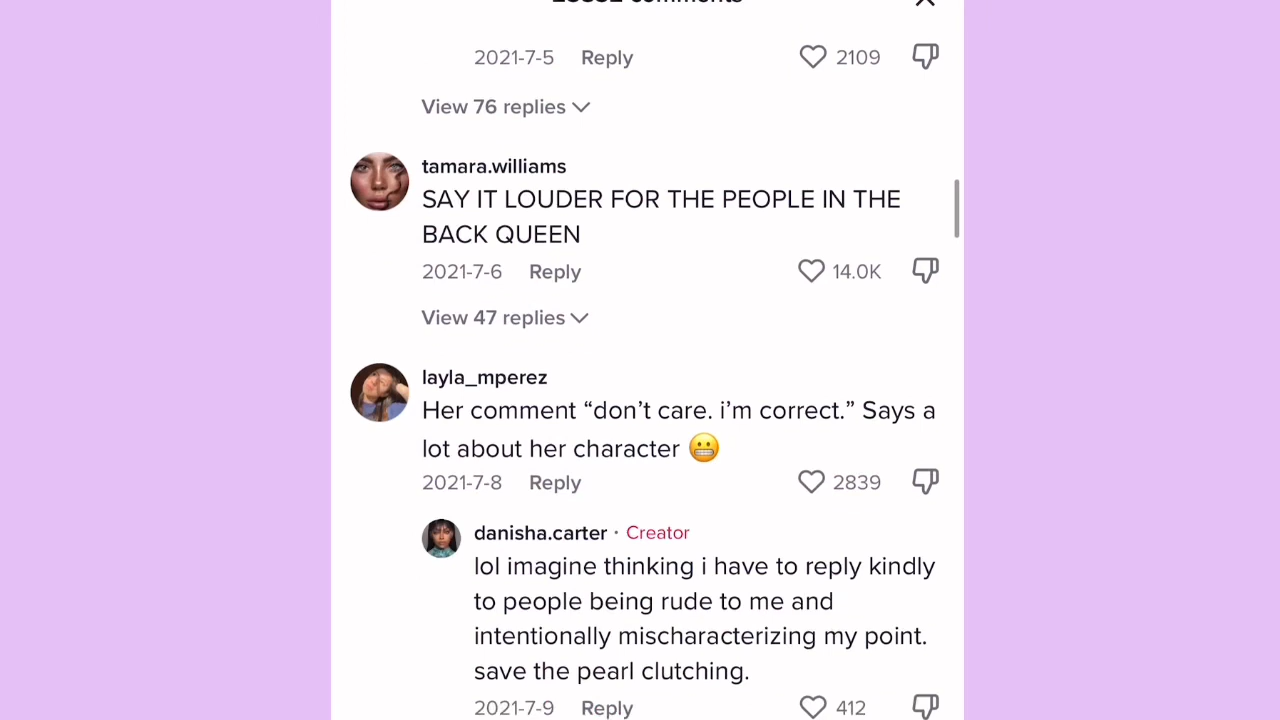 comments
2021-7-5 Reply 2109
View 76 replies
tamara.williams
SAY IT LOUDER FOR THE PEOPLE IN THE
BACK QUEEN
2021-7-6 Reply 14.0K
View 47 replies
layla_mperez
Her comment “don’t care. i’m correct.” Says a
lot about her character 😬
2021-7-8 Reply 2839
danisha.carter · Creator
lol imagine thinking i have to reply kindly
to people being rude to me and
intentionally mischaracterizing my point.
save the pearl clutching.
2021-7-9 Reply 412